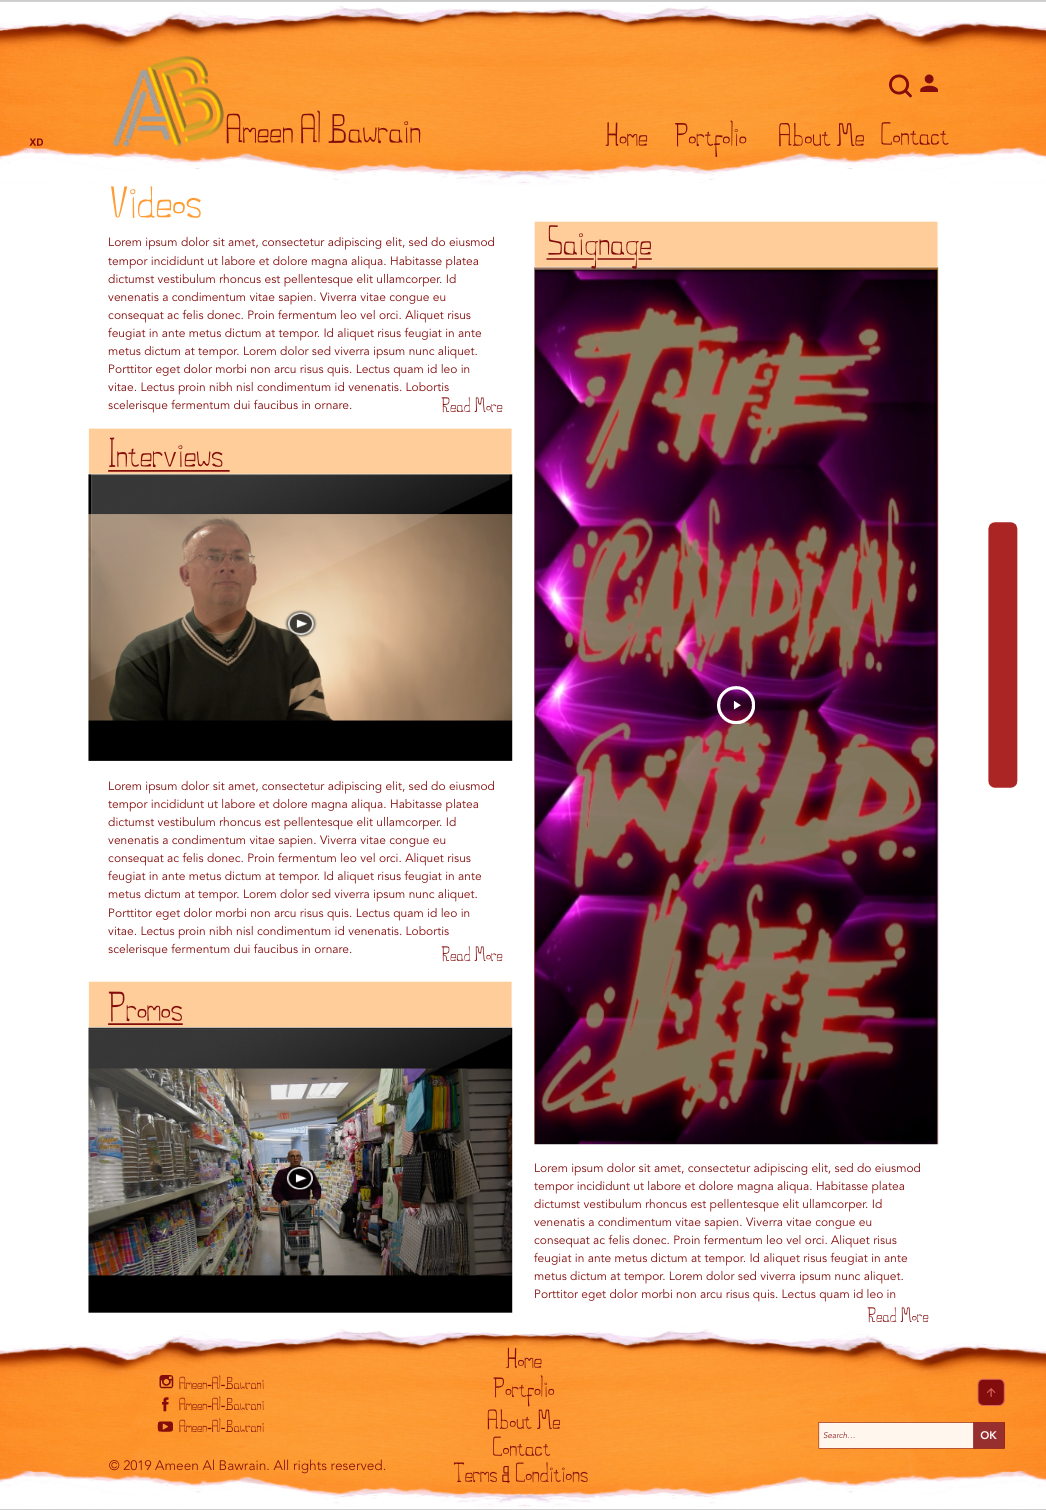 AB
Ameen Al Bawrain
XD
Home Portfolio About Me Contact
Videos
Lorem ipsum dolor sit amet, consectetur adipiscing elit, sed do eiusmod
tempor incididunt ut labore et dolore magna aliqua. Habitasse platea
dictumst vestibulum rhoncus est pellentesque elit ullamcorper. Id
venenatis a condimentum vitae sapien. Viverra vitae congue eu
consequat ac felis donec. Proin fermentum leo vel orci. Aliquet risus
feugiat in ante metus dictum at tempor. Id aliquet risus feugiat in ante
metus dictum at tempor. Lorem dolor sed viverra ipsum nunc aliquet.
Porttitor eget dolor morbi non arcu risus quis. Lectus quam id leo in
vitae. Lectus proin nibh nisl condimentum id venenatis. Lobortis
scelerisque fermentum dui faucibus in ornare.
Read More
Interviews
Lorem ipsum dolor sit amet, consectetur adipiscing elit, sed do eiusmod
tempor incididunt ut labore et dolore magna aliqua. Habitasse platea
dictumst vestibulum rhoncus est pellentesque elit ullamcorper. Id
venenatis a condimentum vitae sapien. Viverra vitae congue eu
consequat ac felis donec. Proin fermentum leo vel orci. Aliquet risus
feugiat in ante metus dictum at tempor. Id aliquet risus feugiat in ante
metus dictum at tempor. Lorem dolor sed viverra ipsum nunc aliquet.
Porttitor eget dolor morbi non arcu risus quis. Lectus quam id leo in
vitae. Lectus proin nibh nisl condimentum id venenatis. Lobortis
scelerisque fermentum dui faucibus in ornare.
Read More
Promos
Saignage
THE
CANADIAN
WILD
LIFE
Lorem ipsum dolor sit amet, consectetur adipiscing elit, sed do eiusmod
tempor incididunt ut labore et dolore magna aliqua. Habitasse platea
dictumst vestibulum rhoncus est pellentesque elit ullamcorper. Id
venenatis a condimentum vitae sapien. Viverra vitae congue eu
consequat ac felis donec. Proin fermentum leo vel orci. Aliquet risus
feugiat in ante metus dictum at tempor. Id aliquet risus feugiat in ante
metus dictum at tempor. Lorem dolor sed viverra ipsum nunc aliquet.
Porttitor eget dolor morbi non arcu risus quis. Lectus quam id leo in
Read More
Ameen-Al-Bawrani
Ameen-Al-Bawrani
Ameen-Al-Bawrani
© 2019 Ameen Al Bawrain. All rights reserved.
Home
Portfolio
About Me
Contact
Terms & Conditions
Search...
OK